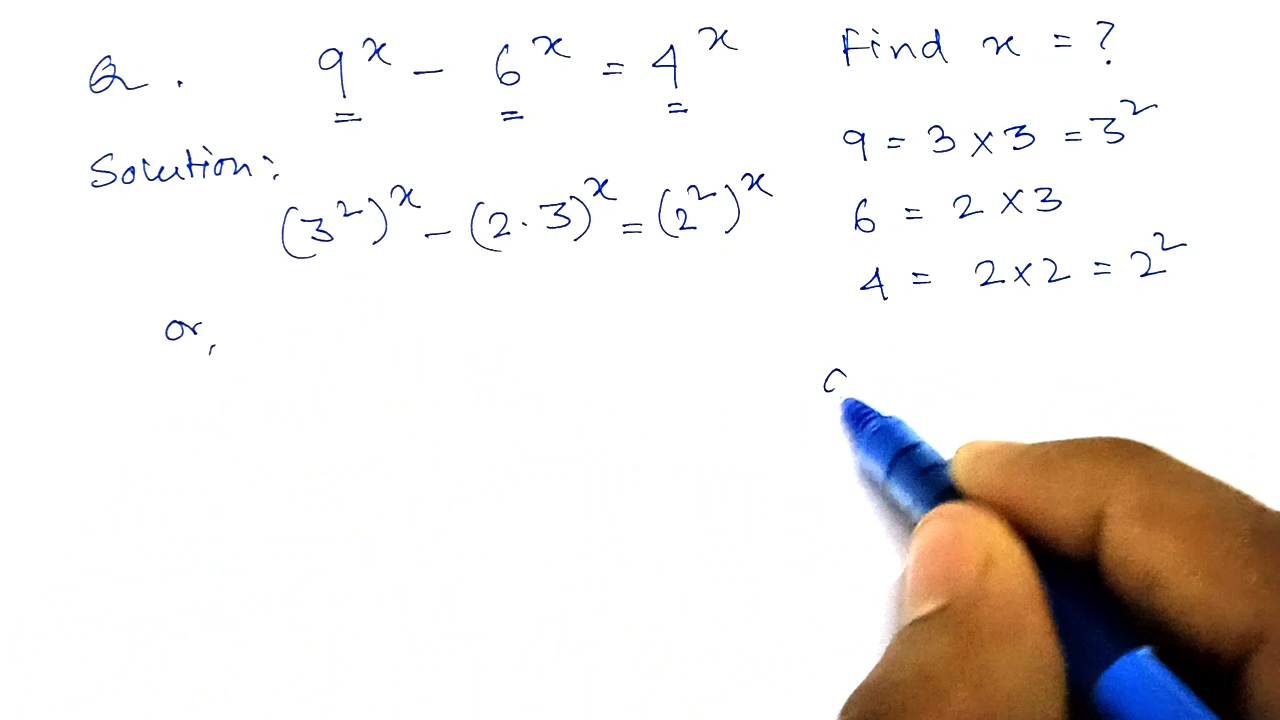 Q. 9^x - 6^x = 4^x Find x = ?
Solution:
(3^2)^x - (2·3)^x = (2^2)^x
9 = 3 × 3 = 3^2
6 = 2 × 3
4 = 2 × 2 = 2^2
or,